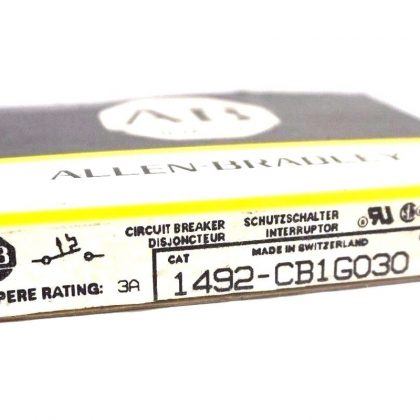 AB
ALLEN-BRADLEY
CIRCUIT BREAKER SCHUTZSCHALTER
DISJONCTEUR INTERRUPTOR
CAT MADE IN SWITZERLAND
PERE RATING: 3A 1492-CB1G030